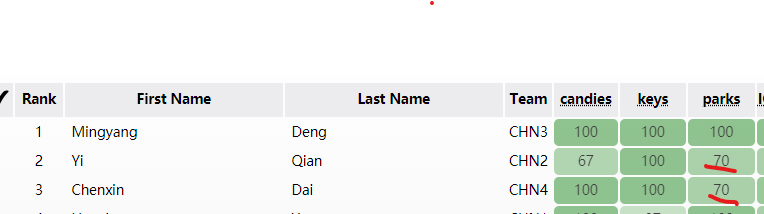 ✓ Rank First Name Last Name Team candies keys parks
1 Mingyang Deng CHN3 100 100 100
2 Yi Qian CHN2 67 100 70
3 Chenxin Dai CHN4 100 100 70